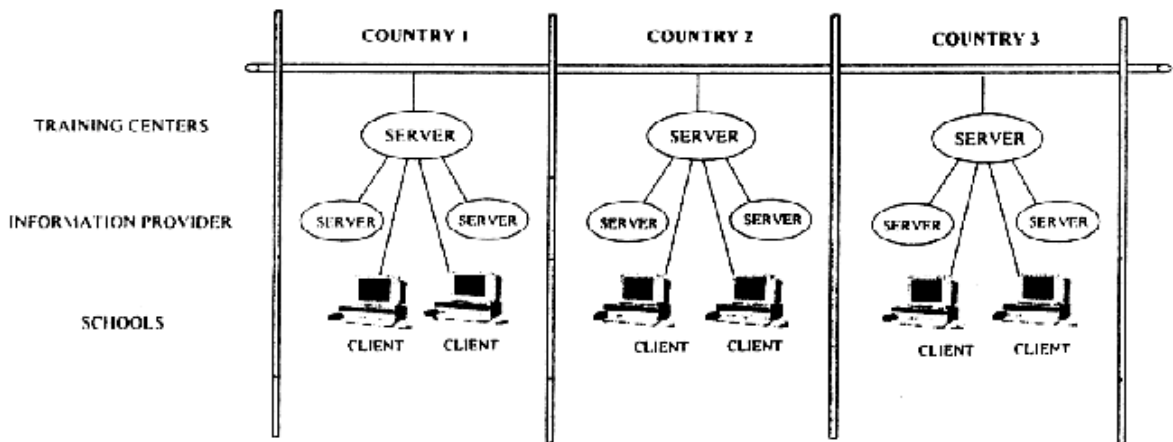 COUNTRY 1 COUNTRY 2 COUNTRY 3
TRAINING CENTERS
SERVER SERVER SERVER
INFORMATION PROVIDER
SERVER SERVER SERVER SERVER SERVER SERVER
SCHOOLS
CLIENT CLIENT CLIENT CLIENT CLIENT CLIENT